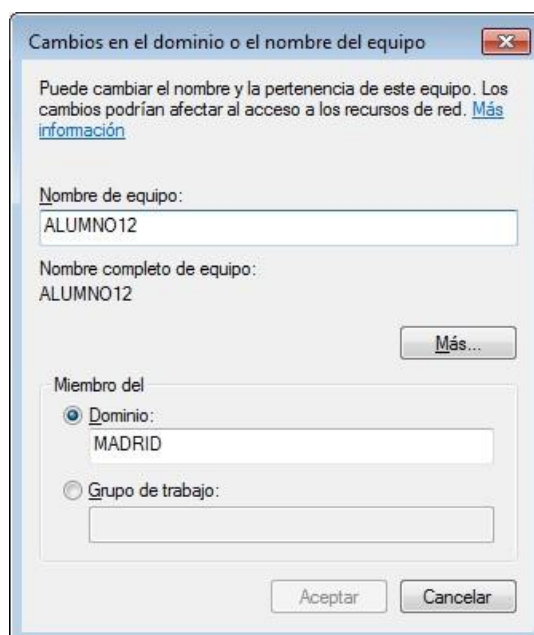 Cambios en el dominio o el nombre del equipo
Puede cambiar el nombre y la pertenencia de este equipo. Los
cambios podrían afectar al acceso a los recursos de red. Más
información
Nombre de equipo:
ALUMNO12
Nombre completo de equipo:
ALUMNO12
Más...
Miembro del
Dominio:
MADRID
Grupo de trabajo:
Aceptar
Cancelar